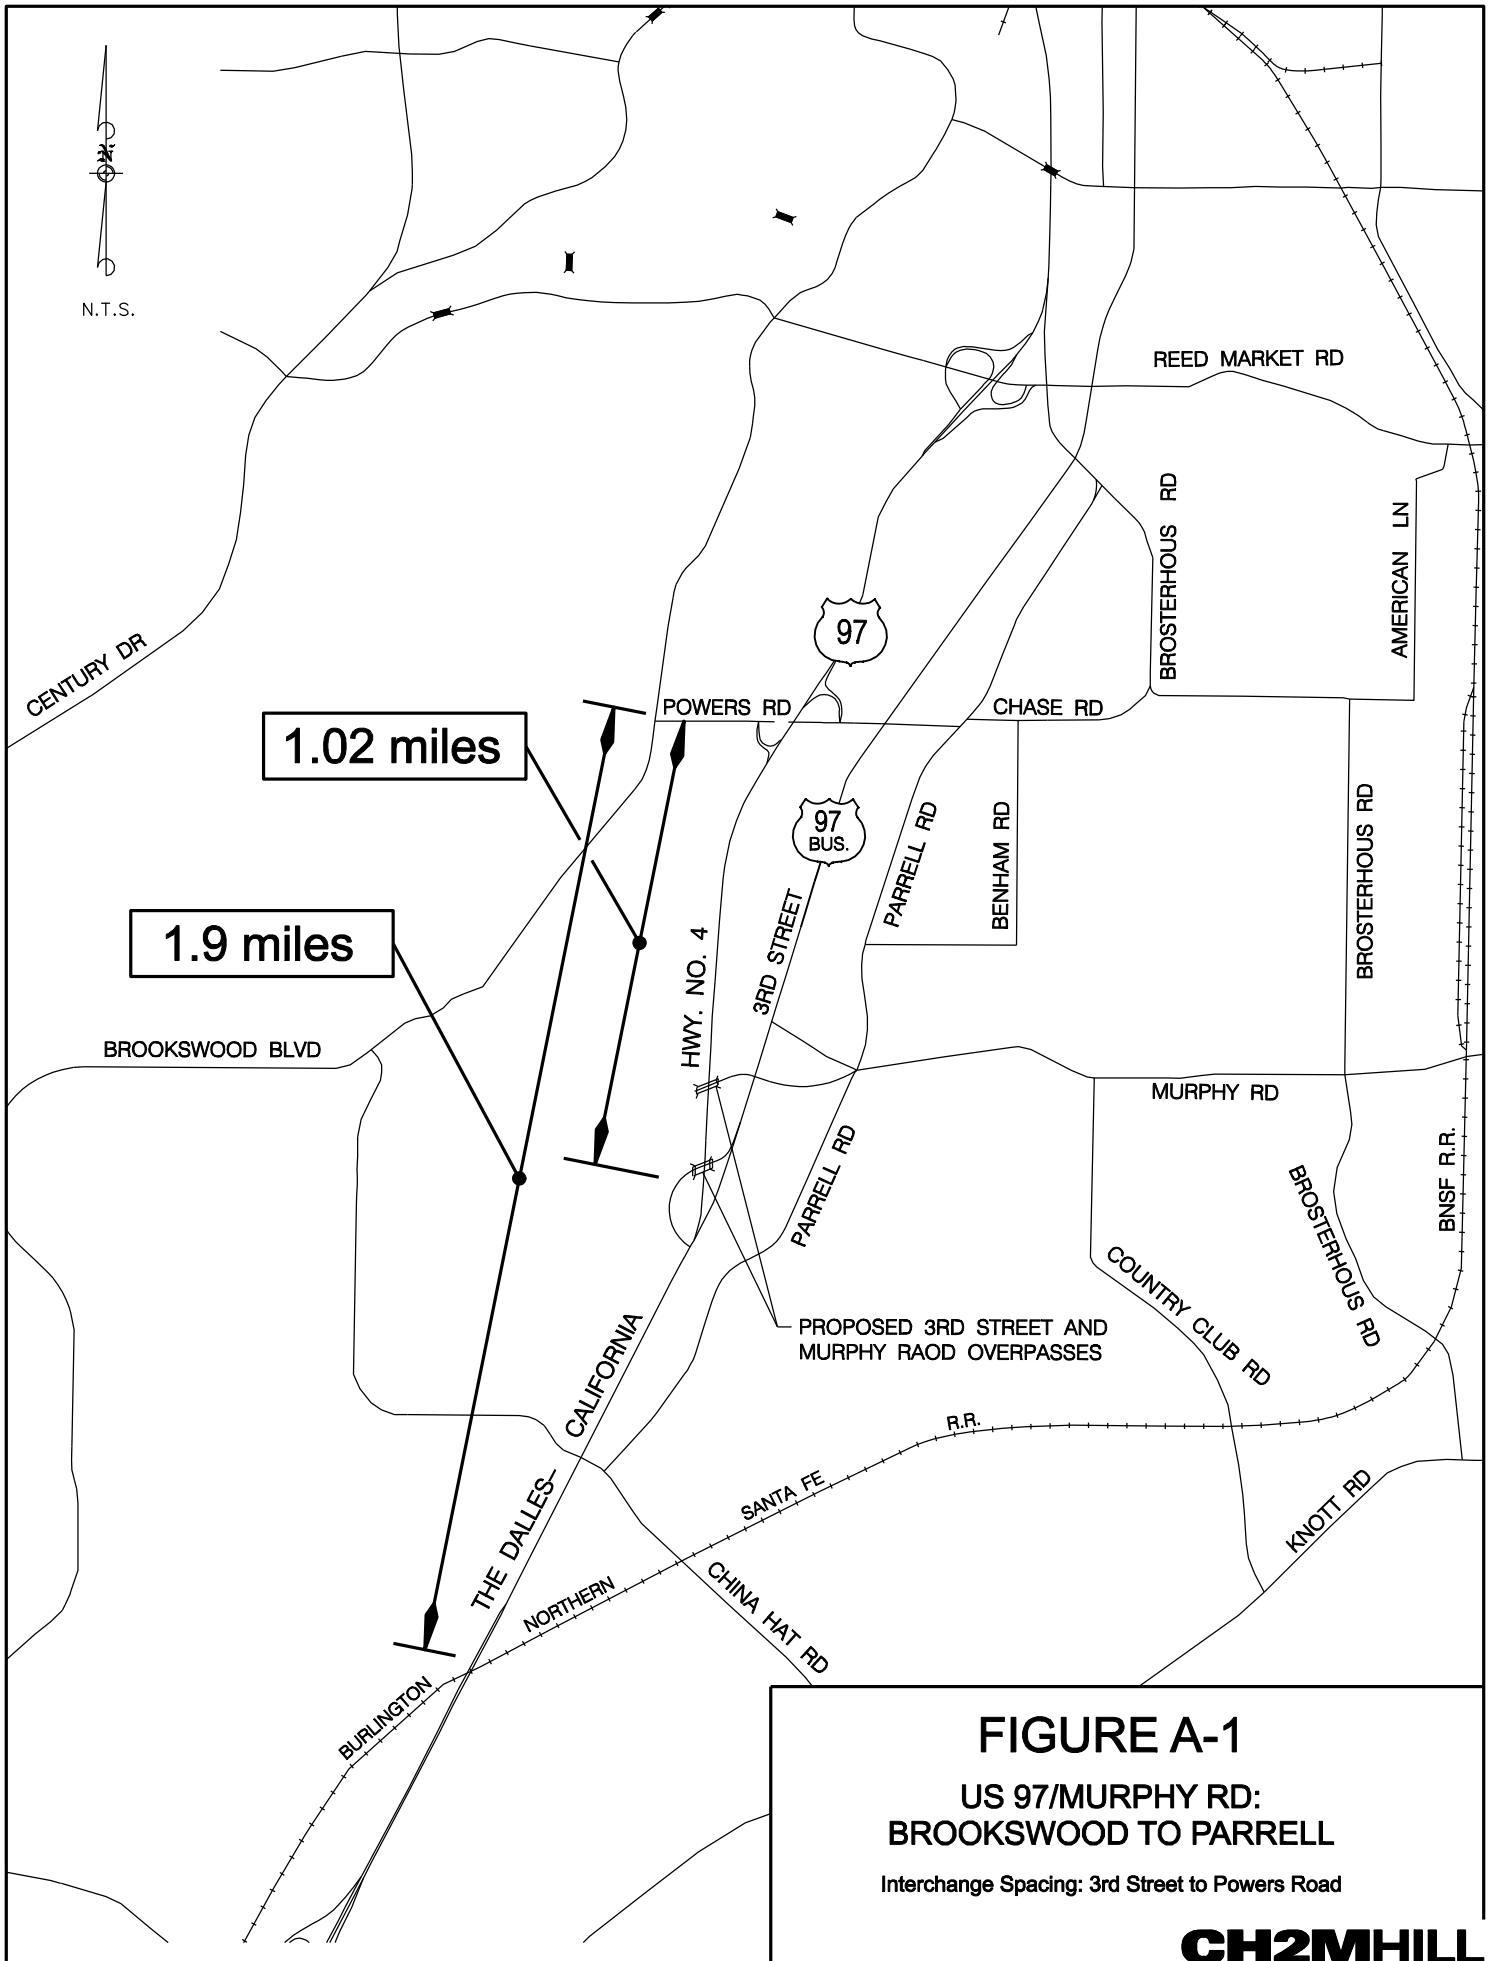 N
N.T.S.
REED MARKET RD
BROSTERHOUS RD
AMERICAN LN
CENTURY DR
97
POWERS RD
CHASE RD
1.02 miles
97
BUS.
PARRELL RD
BENHAM RD
BROSTERHOUS RD
1.9 miles
3RD STREET
HWY. NO. 4
BROOKSWOOD BLVD
MURPHY RD
PARRELL RD
BNSF R.R.
BROSTERHOUS RD
COUNTRY CLUB RD
PROPOSED 3RD STREET AND
MURPHY RAOD OVERPASSES
THE DALLES–
CALIFORNIA
R.R.
SANTA FE
NORTHERN
BURLINGTON
KNOTT RD
CHINA HAT RD
FIGURE A-1
US 97/MURPHY RD:
BROOKSWOOD TO PARRELL
Interchange Spacing: 3rd Street to Powers Road
CH2MHILL